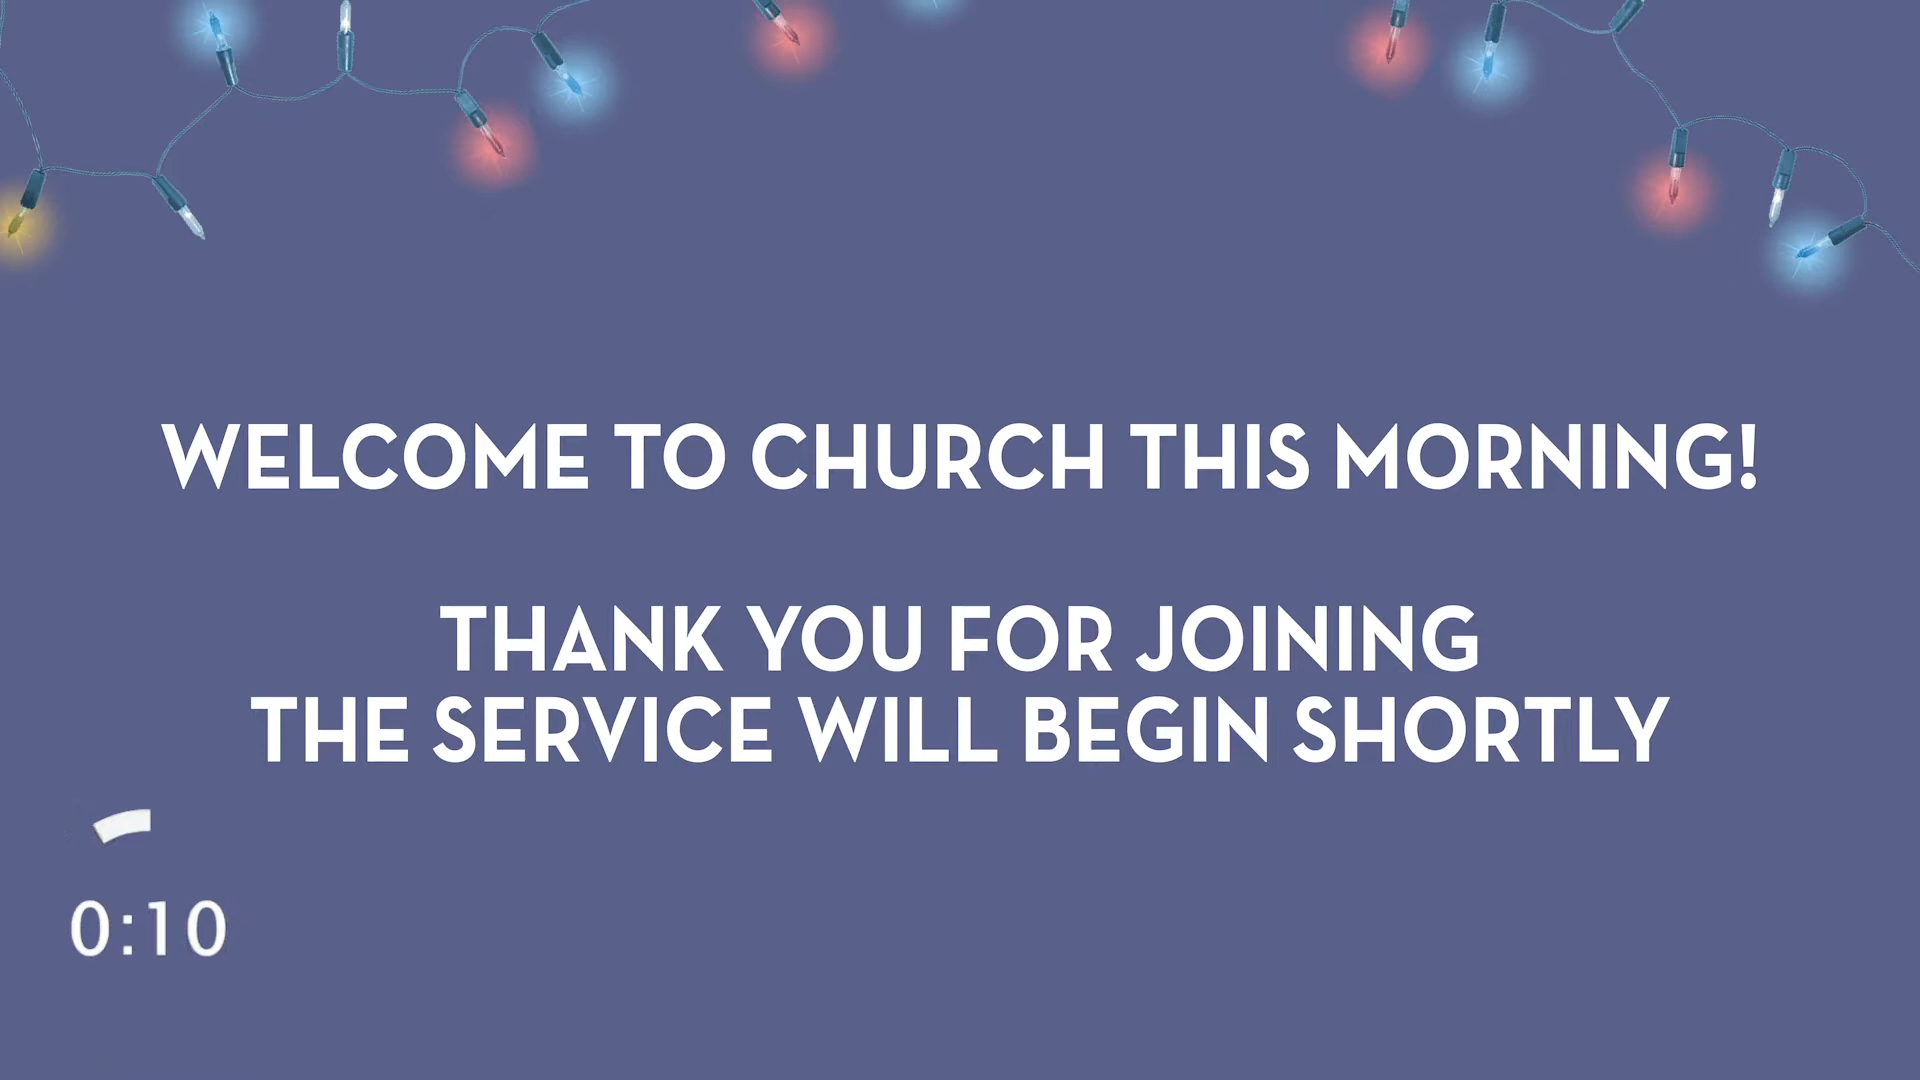 WELCOME TO CHURCH THIS MORNING!
THANK YOU FOR JOINING
THE SERVICE WILL BEGIN SHORTLY
0:10